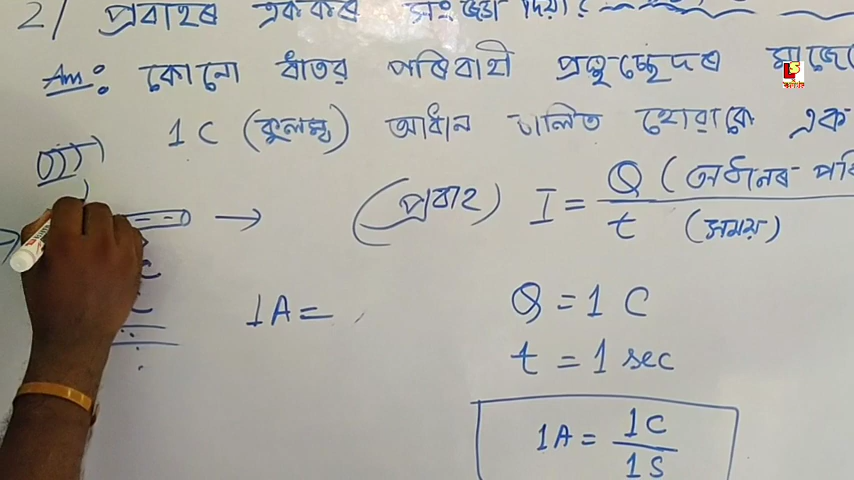 2) প্ৰবাহৰ এককৰ সংজ্ঞা দিয়া?
Ans: কোনো ধাতৱ পৰিবাহী প্ৰস্থচ্ছেদৰ মাজেৰে
1 C (কুলম্ব) আধান চালিত হোৱাকে এক
(প্ৰবাহ) I = Q (আধানৰ পৰি
t (সময়)
1A =
Q = 1 C
t = 1 sec
1A = 1C
1S